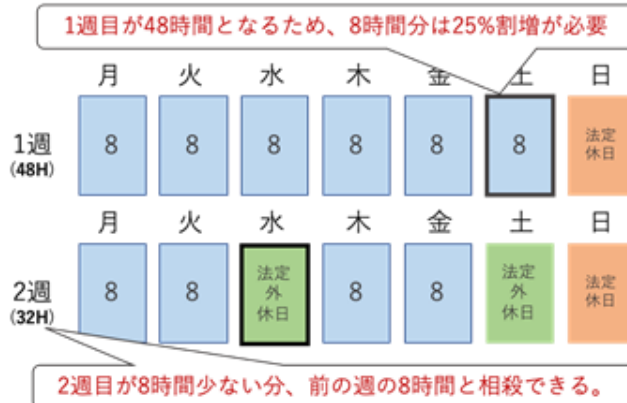 1週目が48時間となるため、8時間分は25%割増が必要
月 火 水 木 金 土 日
1週
(48H)
8 8 8 8 8 8 法定
休日
月 火 水 木 金 土 日
2週
(32H)
8 8 法定
外
休日 8 8 法定
外
休日 法定
休日
2週目が8時間少ない分、前の週の8時間と相殺できる。